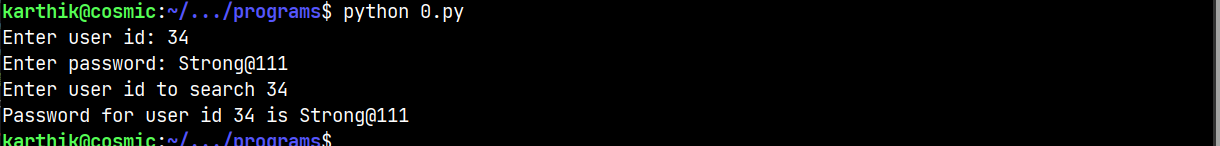 karthik@cosmic:~/.../programs$ python 0.py
Enter user id: 34
Enter password: Strong@111
Enter user id to search 34
Password for user id 34 is Strong@111
karthik@cosmic:~/.../programs$